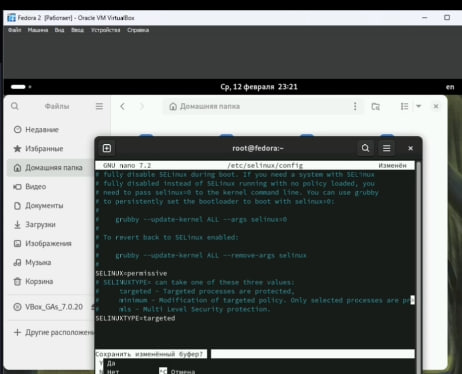 Fedora 2 [Работает] - Oracle VM VirtualBox
Файл Машина Вид Ввод Устройства Справка
Ср, 12 февраля 23:21
en
Файлы
Домашняя папка
Недавние
Избранные
Домашняя папка
Видео
Документы
Загрузки
Изображения
Музыка
Корзина
VBox_GAs_7.0.20
Другие расположен
root@fedora:~
GNU nano 7.2 /etc/selinux/config Изменён
# fully disable SELinux during boot. If you need a system with SELinux
# fully disabled instead of SELinux running with no policy loaded, you
# need to pass selinux=0 to the kernel command line. You can use grubby
# to persistently set the bootloader to boot with selinux=0:
#
# grubby --update-kernel ALL --args selinux=0
#
# To revert back to SELinux enabled:
#
# grubby --update-kernel ALL --remove-args selinux
#
SELINUX=permissive
# SELINUXTYPE= can take one of these three values:
# targeted - Targeted processes are protected,
# minimum - Modification of targeted policy. Only selected processes are pr>
# mls - Multi Level Security protection.
SELINUXTYPE=targeted
Сохранить изменённый буфер?
Y Да
N Нет ^C Отмена